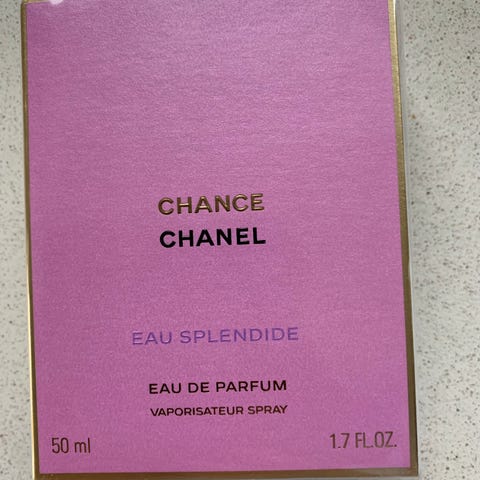 CHANCE
CHANEL
EAU SPLENDIDE
EAU DE PARFUM
VAPORISATEUR SPRAY
50 ml 1.7 FL.OZ.